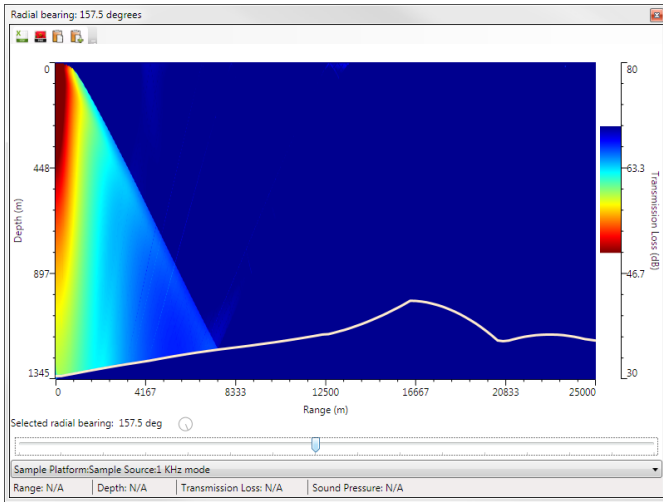 Radial bearing: 157.5 degrees
0
448
897
1345
Depth (m)
0
4167
8333
12500
16667
20833
25000
Range (m)
80
63.3
46.7
30
Transmission Loss (dB)
Selected radial bearing: 157.5 deg
Sample Platform:Sample Source:1 KHz mode
Range: N/A Depth: N/A Transmission Loss: N/A Sound Pressure: N/A